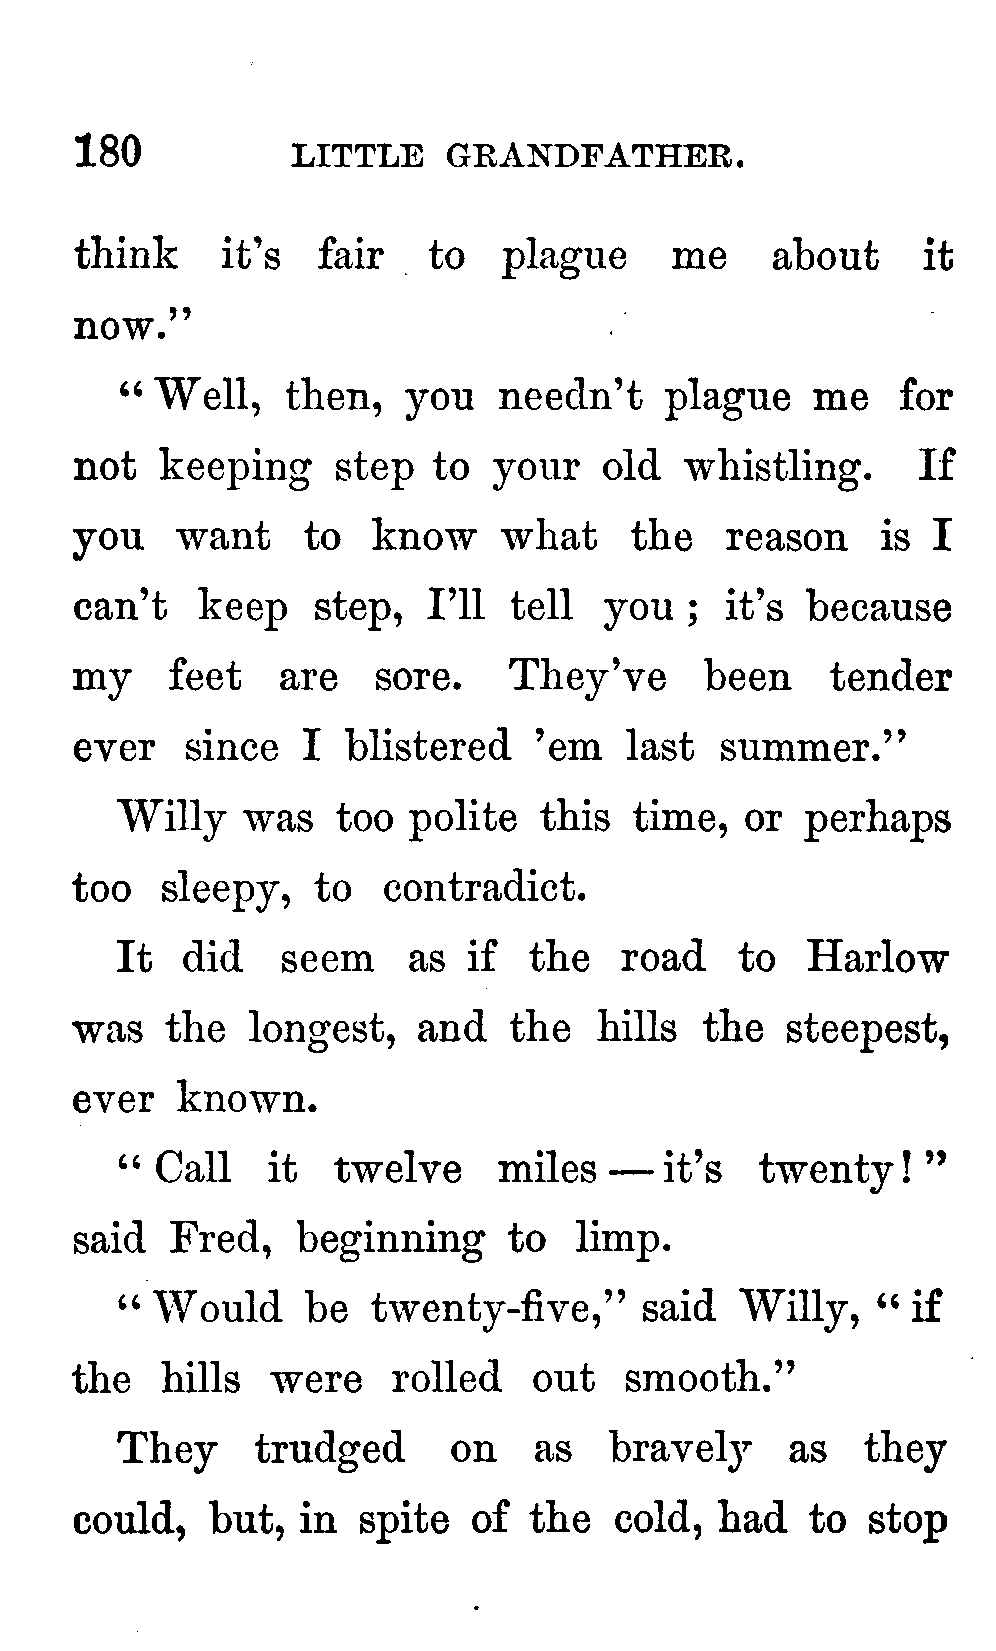 180 LITTLE GRANDFATHER.
think it's fair to plague me about it
now."
"Well, then, you needn't plague me for
not keeping step to your old whistling. If
you want to know what the reason is I
can't keep step, I'll tell you; it's because
my feet are sore. They've been tender
ever since I blistered 'em last summer."
Willy was too polite this time, or perhaps
too sleepy, to contradict.
It did seem as if the road to Harlow
was the longest, and the hills the steepest,
ever known.
"Call it twelve miles — it's twenty!"
said Fred, beginning to limp.
"Would be twenty-five," said Willy, "if
the hills were rolled out smooth."
They trudged on as bravely as they
could, but, in spite of the cold, had to stop